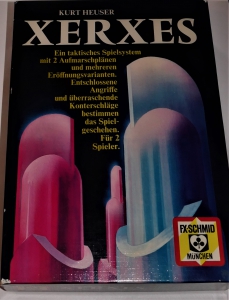 KURT HEUSER
XERXES
Ein taktisches Spielsystem
mit 2 Aufmarschplänen
und mehreren
Eröffnungsvarianten.
Entschlossene
Angriffe
und überraschende
Konterschläge
bestimmen
das Spiel-
geschehen.
Für 2
Spieler.
F.X.SCHMID
MÜNCHEN